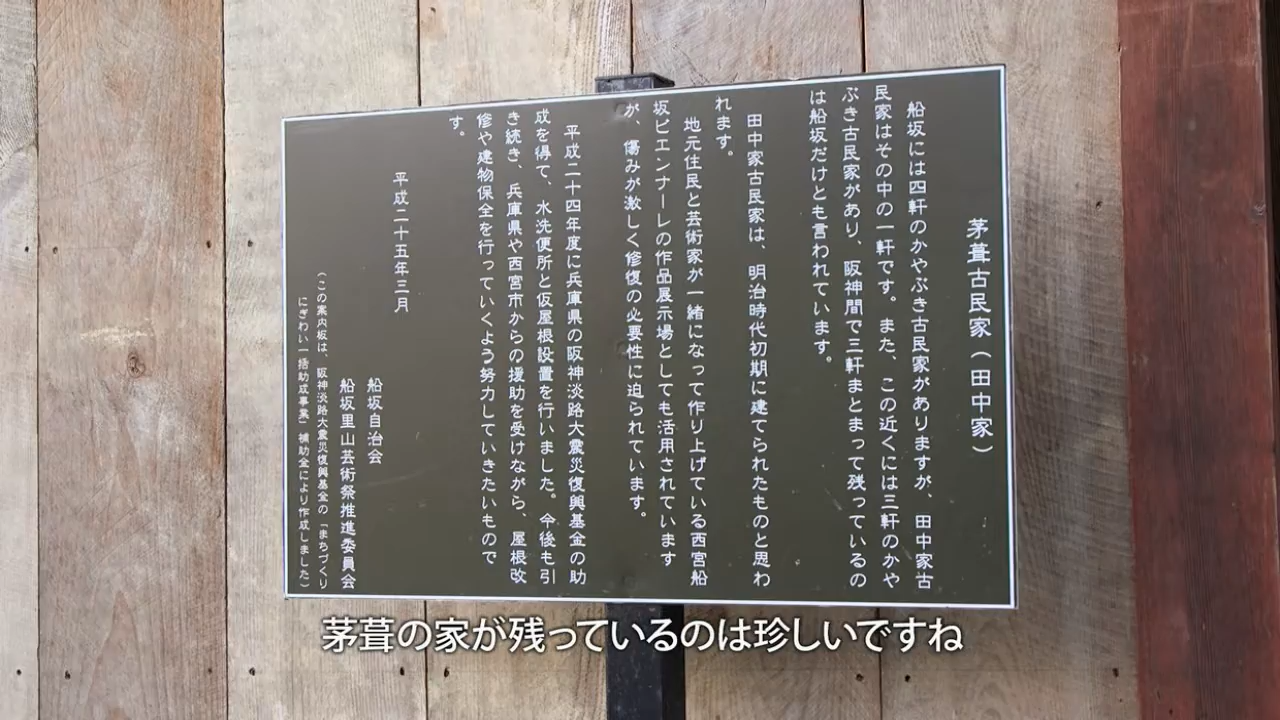 茅葺古民家（田中家）
船坂には四軒のかやぶき古民家がありますが、田中家古
民家はその中の一軒です。また、この近くには三軒のかや
ぶき古民家があり、阪神間で三軒まとまって残っているの
は船坂だけとも言われています。
田中家古民家は、明治時代初期に建てられたものと思わ
れます。
地元住民と芸術家が一緒になって作り上げている西宮船
坂ビエンナーレの作品展示場としても活用されています
が、傷みが激しく修復の必要性に迫られています。
平成二十四年度に兵庫県の阪神淡路大震災復興基金の助
成を得て、水洗便所と仮屋根設置を行いました。今後も引
き続き、兵庫県や西宮市からの援助を受けながら、屋根改
修や建物保全を行っていくよう努力していきたいもので
す。
平成二十五年三月
船坂自治会
船坂里山芸術祭推進委員会
（この案内板は、阪神淡路大震災復興基金の「まちづくり
にぎわい一括助成事業」補助金により作成しました）
茅葺の家が残っているのは珍しいですね